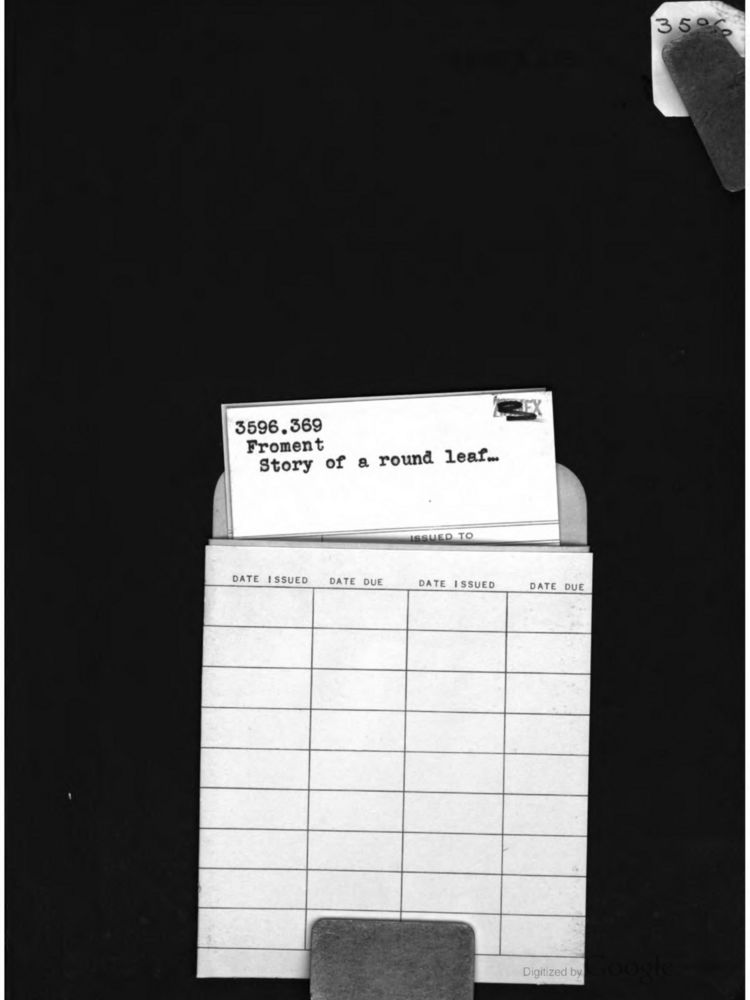 3596
3596.369
Froment
Story of a round leaf…
ISSUED TO
DATE ISSUED DATE DUE DATE ISSUED DATE DUE
Digitized by Google